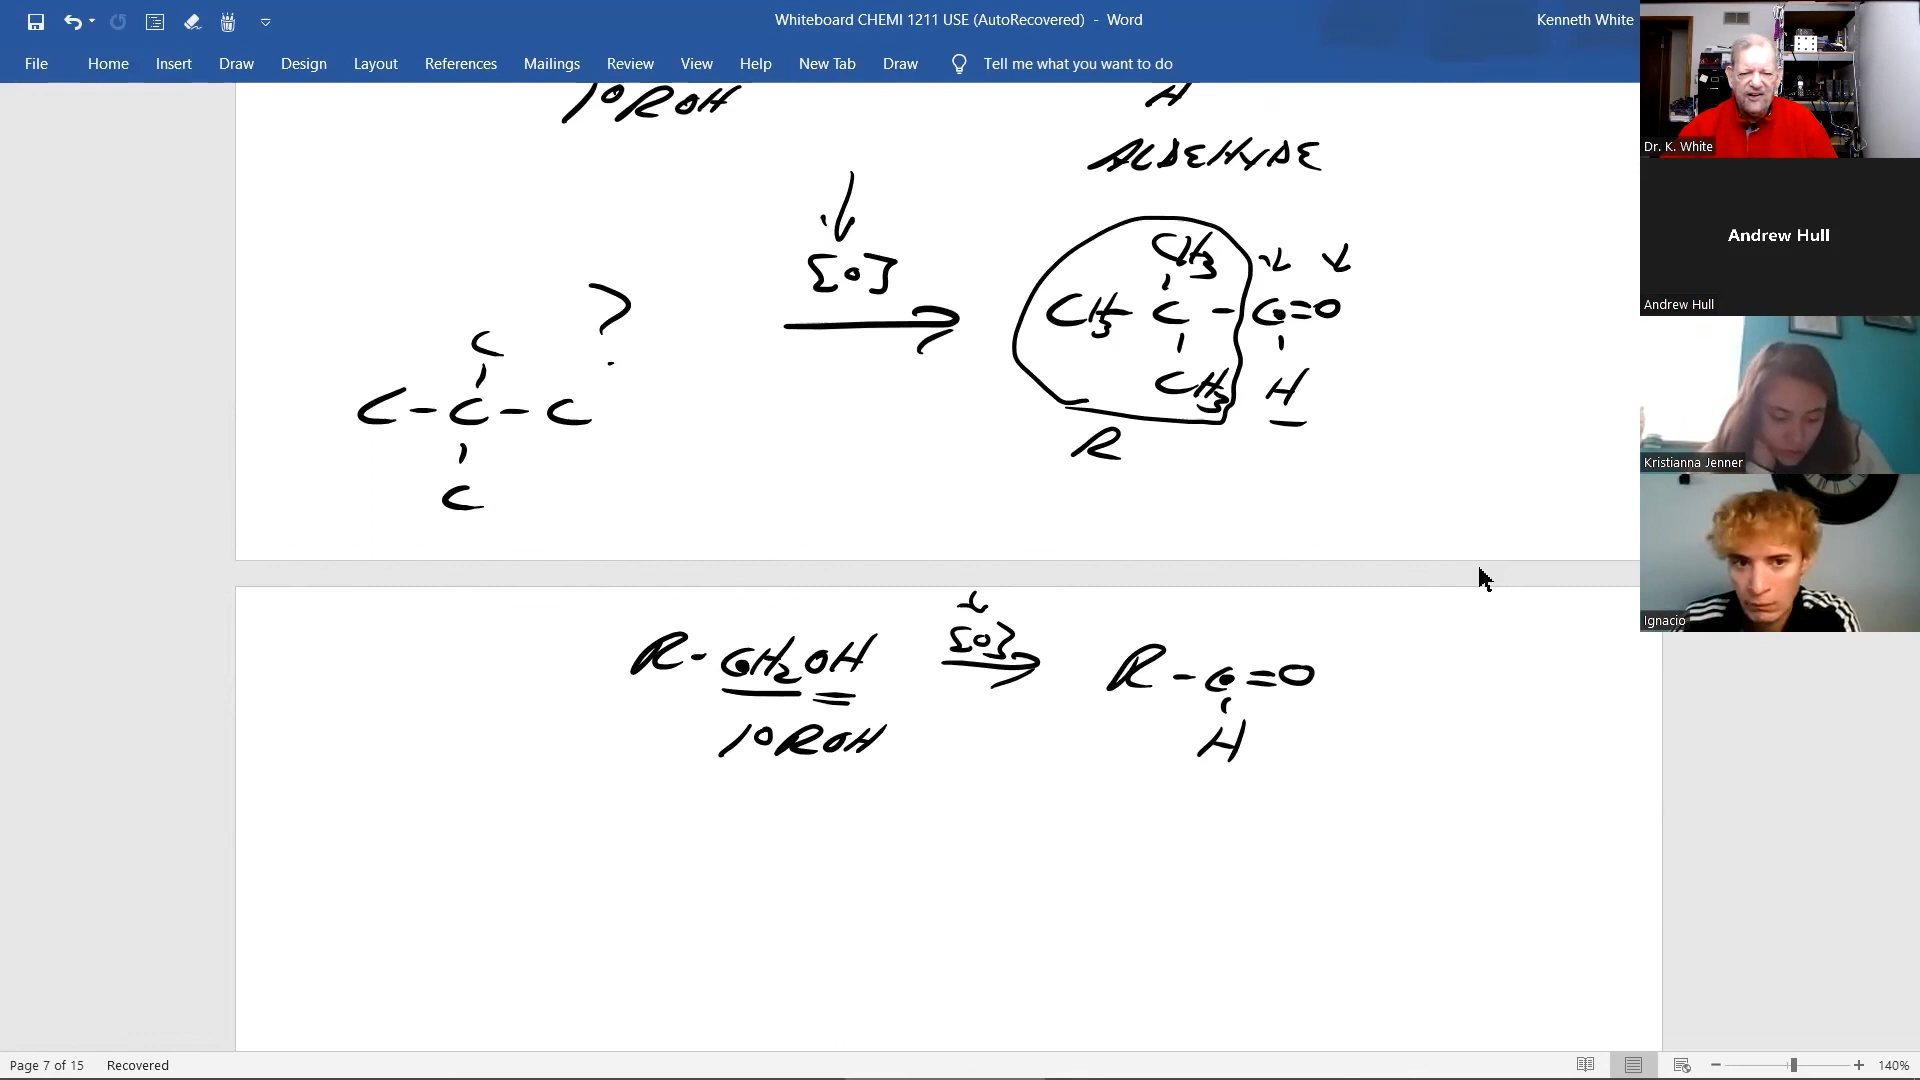 Whiteboard CHEMI 1211 USE (AutoRecovered) - Word
Kenneth White
File Home Insert Draw Design Layout References Mailings Review View Help New Tab Draw Tell me what you want to do
1° ROH
H
ALDEHYDE
[O]
CH3
CH3 - C - C=O
CH3 H
R
?
C
C - C - C
C
[O]
R - CH2OH R - C=O
1° ROH H
Dr. K. White
Andrew Hull
Andrew Hull
Kristianna Jenner
Ignacio
Page 7 of 15 Recovered
140%